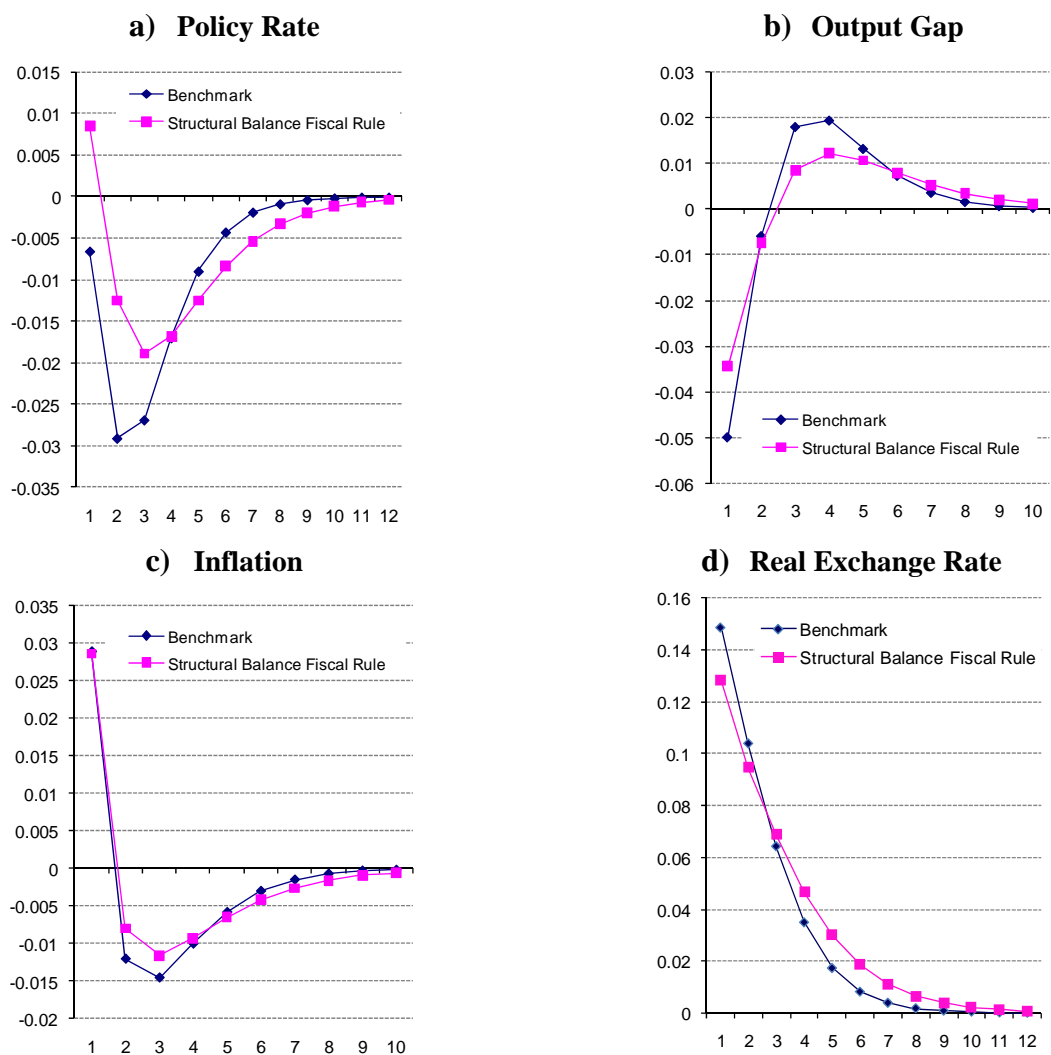 a) Policy Rate
0.015
0.01
0.005
0
-0.005
-0.01
-0.015
-0.02
-0.025
-0.03
-0.035
Benchmark
Structural Balance Fiscal Rule
1 2 3 4 5 6 7 8 9 10 11 12
b) Output Gap
0.03
0.02
0.01
0
-0.01
-0.02
-0.03
-0.04
-0.05
-0.06
Benchmark
Structural Balance Fiscal Rule
1 2 3 4 5 6 7 8 9 10
c) Inflation
0.035
0.03
0.025
0.02
0.015
0.01
0.005
0
-0.005
-0.01
-0.015
-0.02
Benchmark
Structural Balance Fiscal Rule
1 2 3 4 5 6 7 8 9 10
d) Real Exchange Rate
0.16
0.14
0.12
0.1
0.08
0.06
0.04
0.02
0
Benchmark
Structural Balance Fiscal Rule
1 2 3 4 5 6 7 8 9 10 11 12